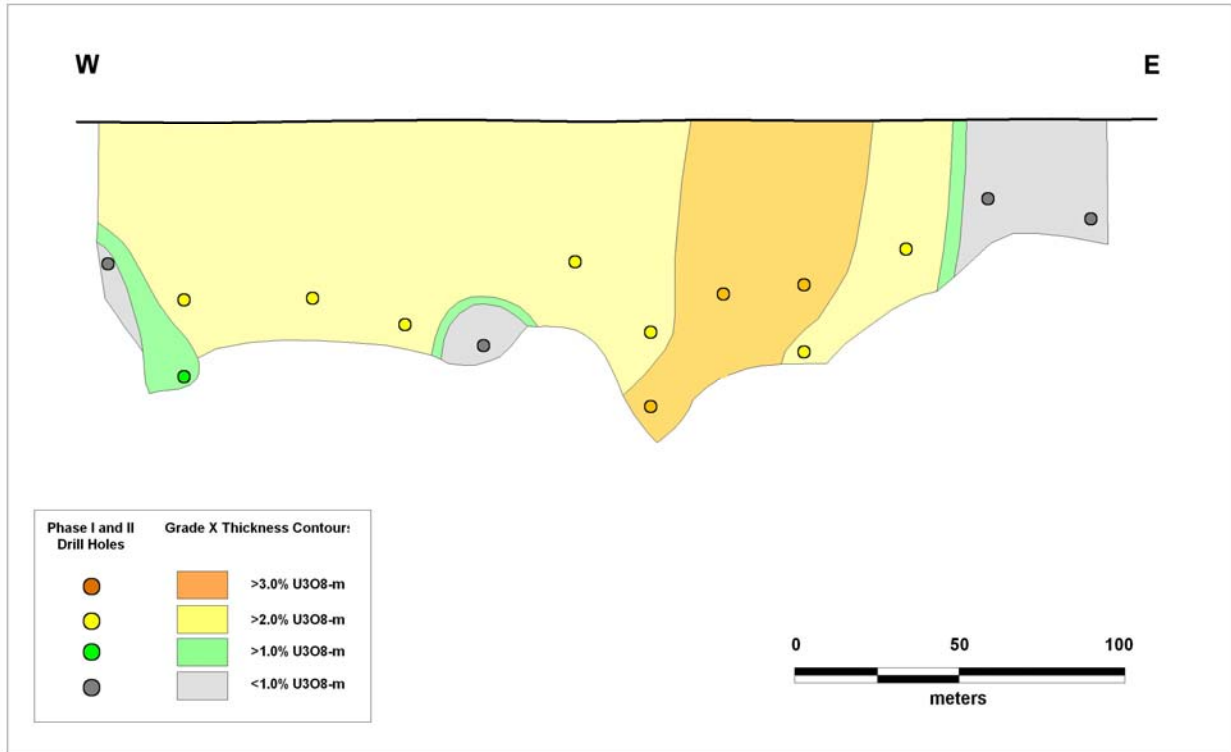 W
E
Phase I and II
Drill Holes
Grade X Thickness Contours
>3.0% U3O8-m
>2.0% U3O8-m
>1.0% U3O8-m
<1.0% U3O8-m
0 50 100
meters